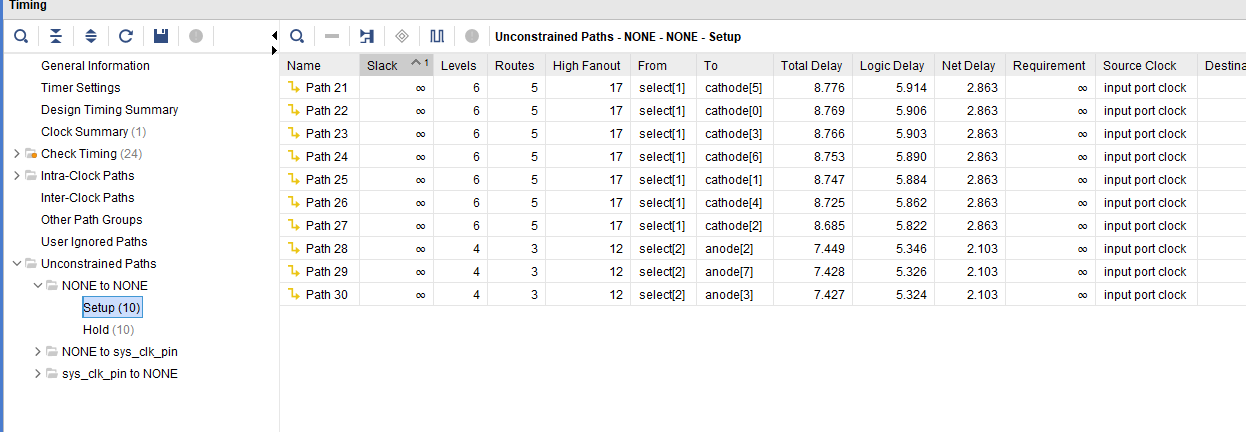 Timing
General Information
Timer Settings
Design Timing Summary
Clock Summary (1)
Check Timing (24)
Intra-Clock Paths
Inter-Clock Paths
Other Path Groups
User Ignored Paths
Unconstrained Paths
NONE to NONE
Setup (10)
Hold (10)
NONE to sys_clk_pin
sys_clk_pin to NONE
Unconstrained Paths - NONE - NONE - Setup
Name Slack 1 Levels Routes High Fanout From To Total Delay Logic Delay Net Delay Requirement Source Clock Destina
Path 21 ∞ 6 5 17 select[1] cathode[5] 8.776 5.914 2.863 ∞ input port clock
Path 22 ∞ 6 5 17 select[1] cathode[0] 8.769 5.906 2.863 ∞ input port clock
Path 23 ∞ 6 5 17 select[1] cathode[3] 8.766 5.903 2.863 ∞ input port clock
Path 24 ∞ 6 5 17 select[1] cathode[6] 8.753 5.890 2.863 ∞ input port clock
Path 25 ∞ 6 5 17 select[1] cathode[1] 8.747 5.884 2.863 ∞ input port clock
Path 26 ∞ 6 5 17 select[1] cathode[4] 8.725 5.862 2.863 ∞ input port clock
Path 27 ∞ 6 5 17 select[1] cathode[2] 8.685 5.822 2.863 ∞ input port clock
Path 28 ∞ 4 3 12 select[2] anode[2] 7.449 5.346 2.103 ∞ input port clock
Path 29 ∞ 4 3 12 select[2] anode[7] 7.428 5.326 2.103 ∞ input port clock
Path 30 ∞ 4 3 12 select[2] anode[3] 7.427 5.324 2.103 ∞ input port clock